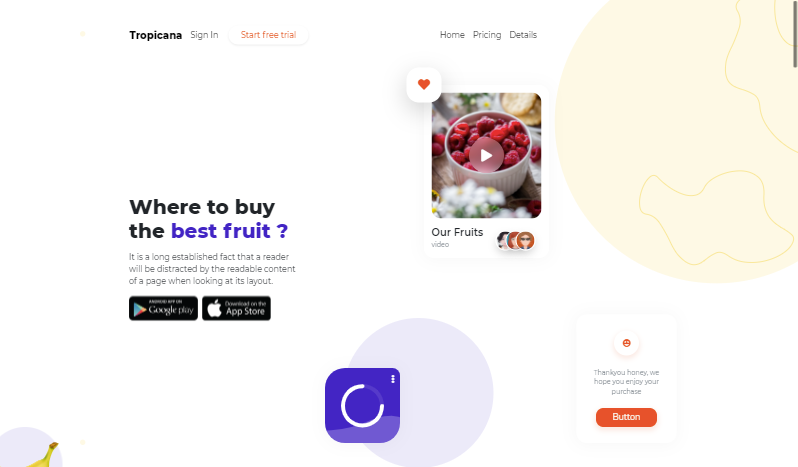 Tropicana Sign In Start free trial Home Pricing Details
Our Fruits
video
Where to buy
the best fruit ?
It is a long established fact that a reader
will be distracted by the readable content
of a page when looking at its layout.
ANDROID APP ON
Google play
Download on the
App Store
Thankyou honey, we
hope you enjoy your
purchase
Button